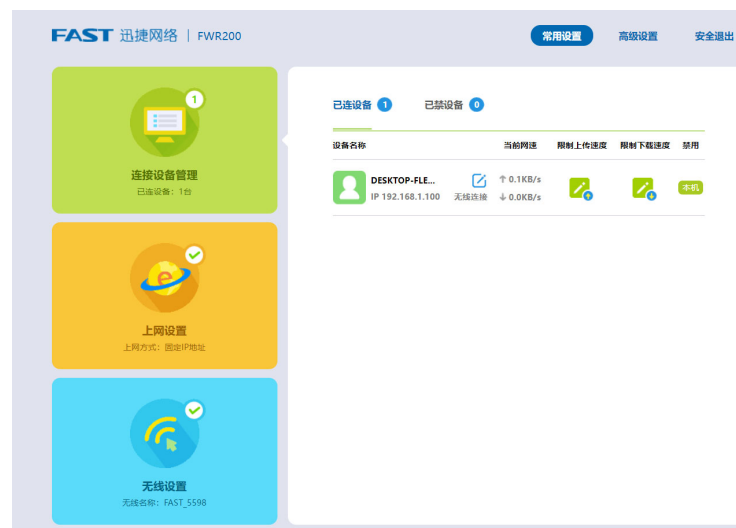 FAST 迅捷网络 | FWR200
常用设置 高级设置 安全退出
1
连接设备管理
已连设备：1台
上网设置
上网方式：固定IP地址
无线设置
无线名称：FAST_5598
已连设备 1 已禁设备 0
设备名称 当前网速 限制上传速度 限制下载速度 禁用
DESKTOP-FLE... ↑ 0.1KB/s 本机
IP 192.168.1.100 无线连接 ↓ 0.0KB/s